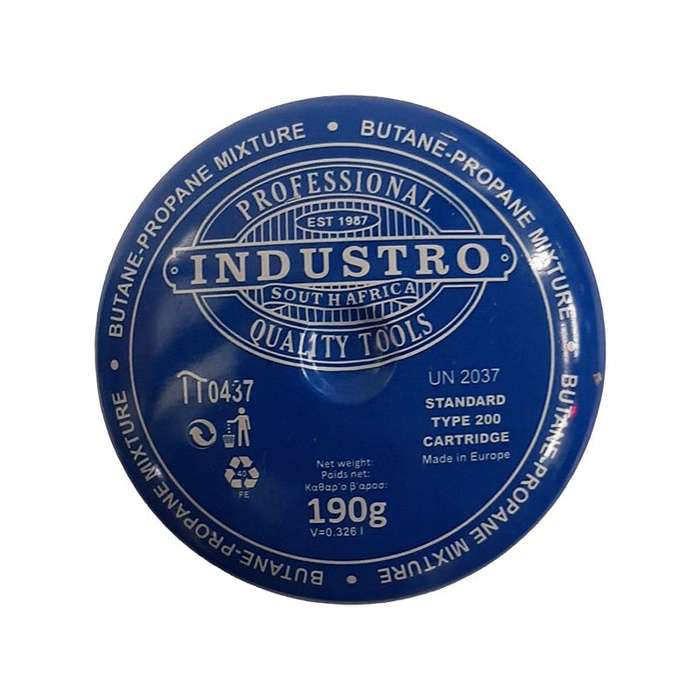 BUTANE-PROPANE MIXTURE • BUTANE-PROPANE MIXTURE • BUTANE-PROPANE MIXTURE • BUTANE-PROPANE MIXTURE •
PROFESSIONAL
EST 1987
INDUSTRO
SOUTH AFRICA
QUALITY TOOLS
UN 2037
STANDARD
TYPE 200
CARTRIDGE
Made in Europe
0437
40
FE
Net weight:
Poids net:
Καθαρ'ο β'αροσ:
190g
V=0.326 l